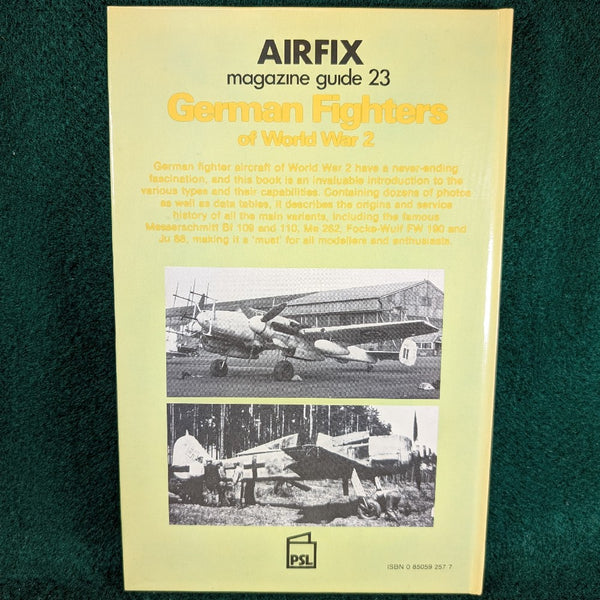 AIRFIX
magazine guide 23
German Fighters
of World War 2
German fighter aircraft of World War 2 have a never-ending
fascination, and this book is an invaluable introduction to the
various types and their capabilities. Containing dozens of photos
as well as data tables, it describes the origins and service
history of all the main variants, including the famous
Messerschmitt Bf 109 and 110, Me 262, Focke-Wulf FW 190 and
Ju 88, making it a 'must' for all modellers and enthusiasts.
PSL
ISBN 0 85059 257 7